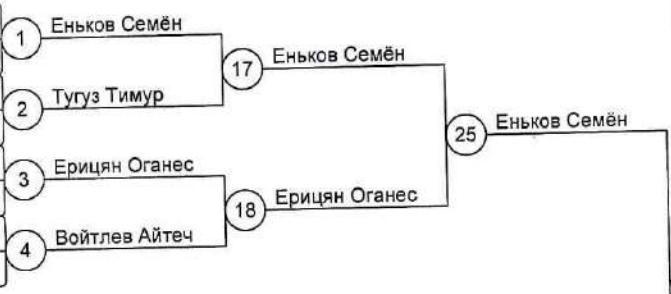 1 Еньков Семён
17 Еньков Семён
2 Тугуз Тимур
25 Еньков Семён
3 Ерицян Оганес
18 Ерицян Оганес
4 Войтлев Айтеч